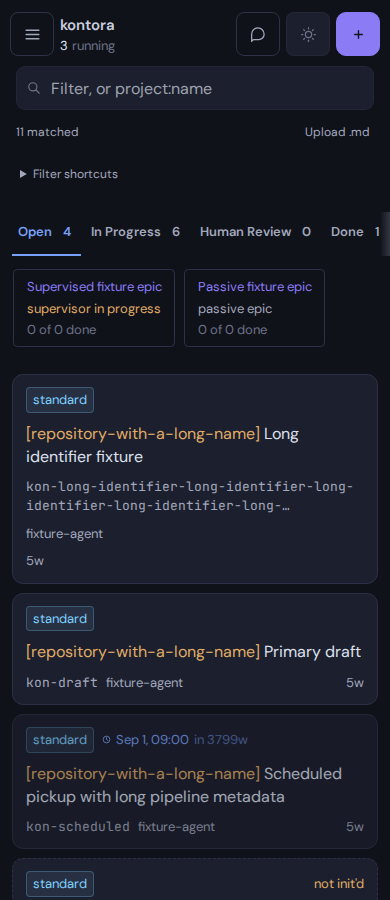 kontora
3 running
Filter, or project:name
11 matched
Upload .md
Filter shortcuts
Open 4 In Progress 6 Human Review 0 Done 1
Supervised fixture epic
supervisor in progress
0 of 0 done
Passive fixture epic
passive epic
0 of 0 done
standard
[repository-with-a-long-name] Long
identifier fixture
kon-long-identifier-long-identifier-long-
identifier-long-identifier-long-…
fixture-agent
5w
standard
[repository-with-a-long-name] Primary draft
kon-draft fixture-agent 5w
standard Sep 1, 09:00 in 3799w
[repository-with-a-long-name] Scheduled
pickup with long pipeline metadata
kon-scheduled fixture-agent 5w
standard not init'd